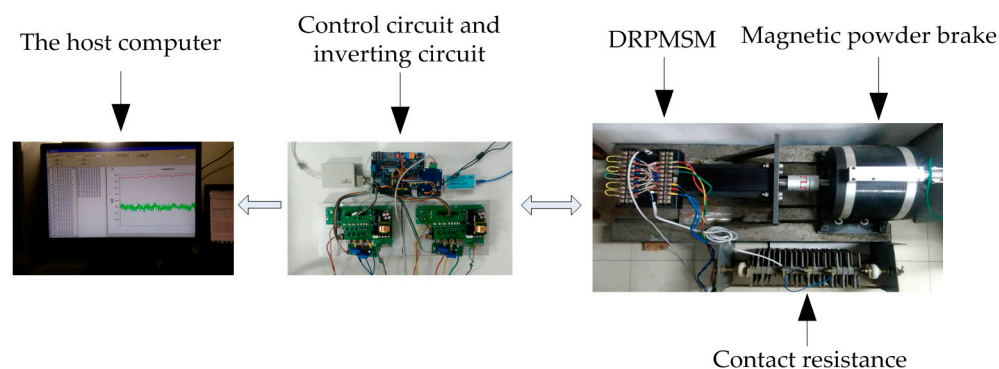 The host computer
Control circuit and
inverting circuit
DRPMSM
Magnetic powder brake
Contact resistance